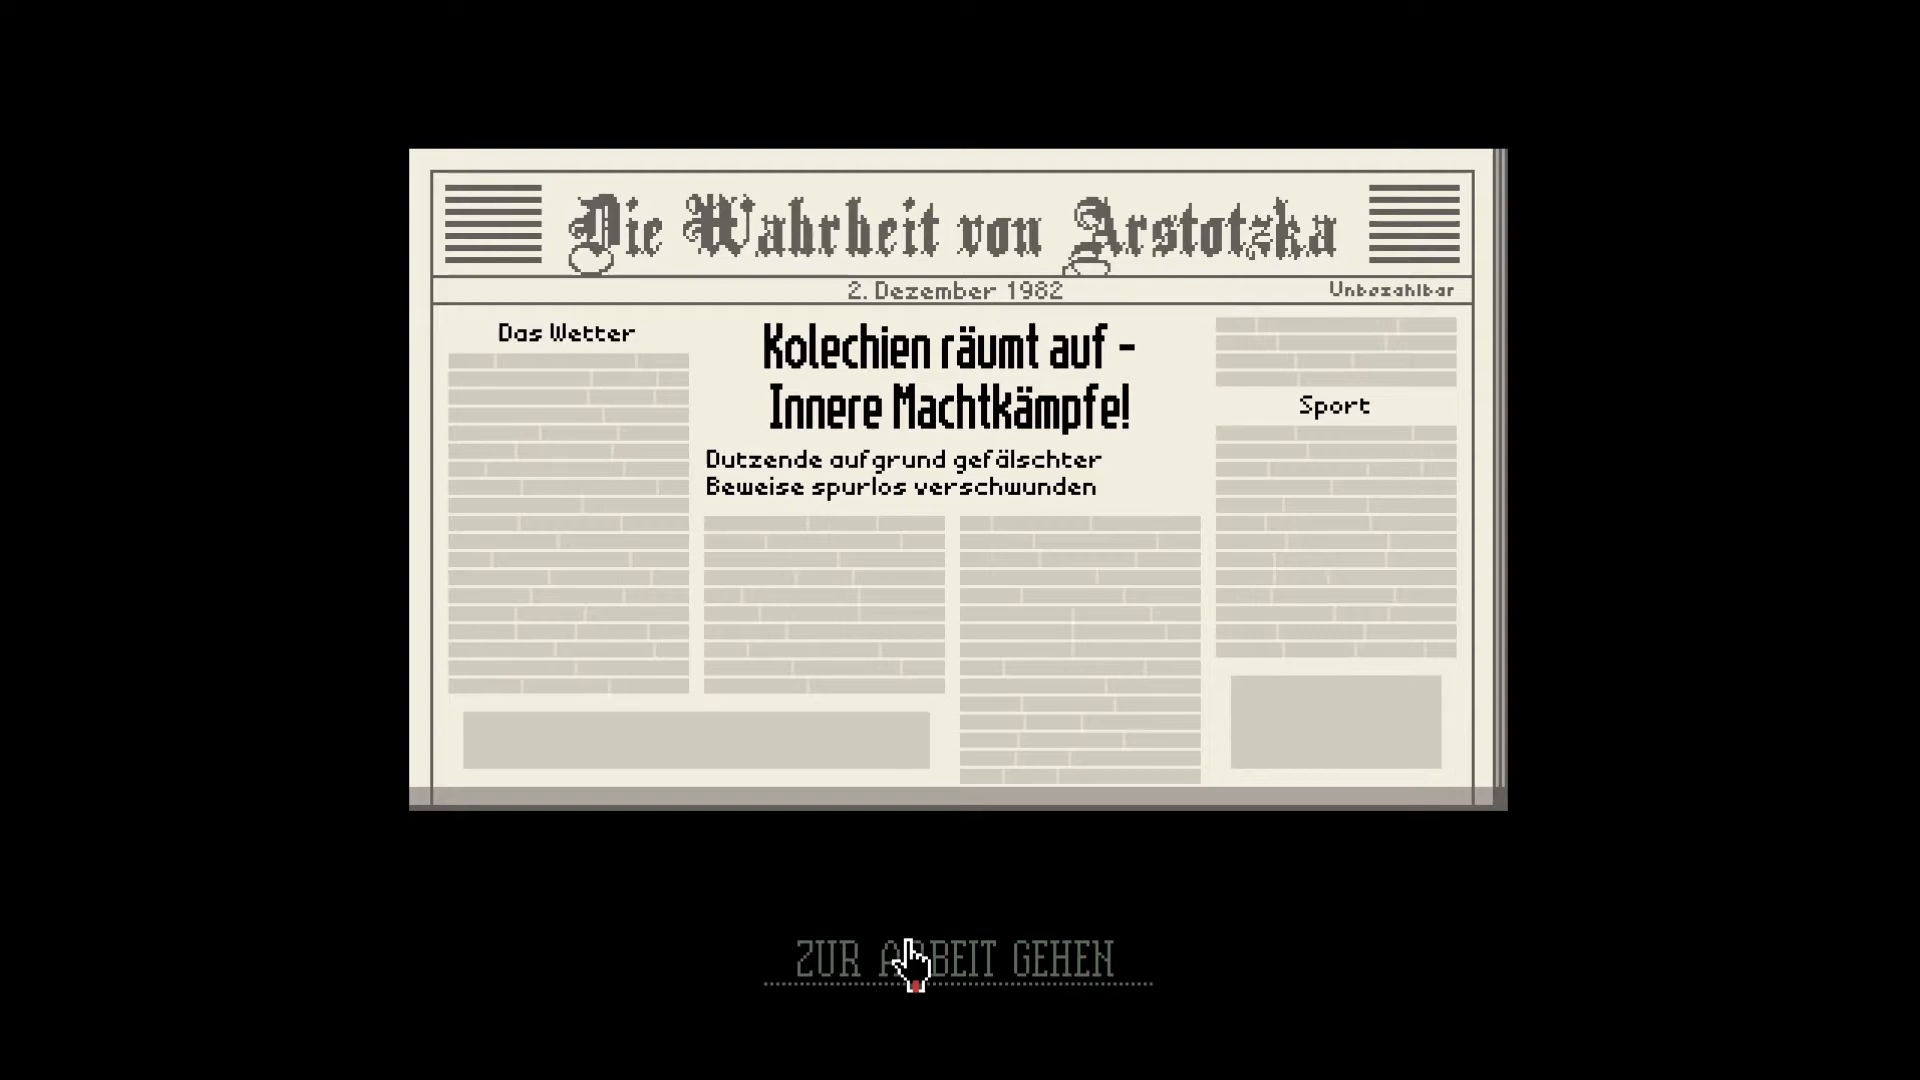 Die Wahrheit von Arstotzka
2. Dezember 1982
Unbezahlbar
Das Wetter
Kolechien räumt auf -
Innere Machtkämpfe!
Dutzende aufgrund gefälschter
Beweise spurlos verschwunden
Sport
ZUR ARBEIT GEHEN